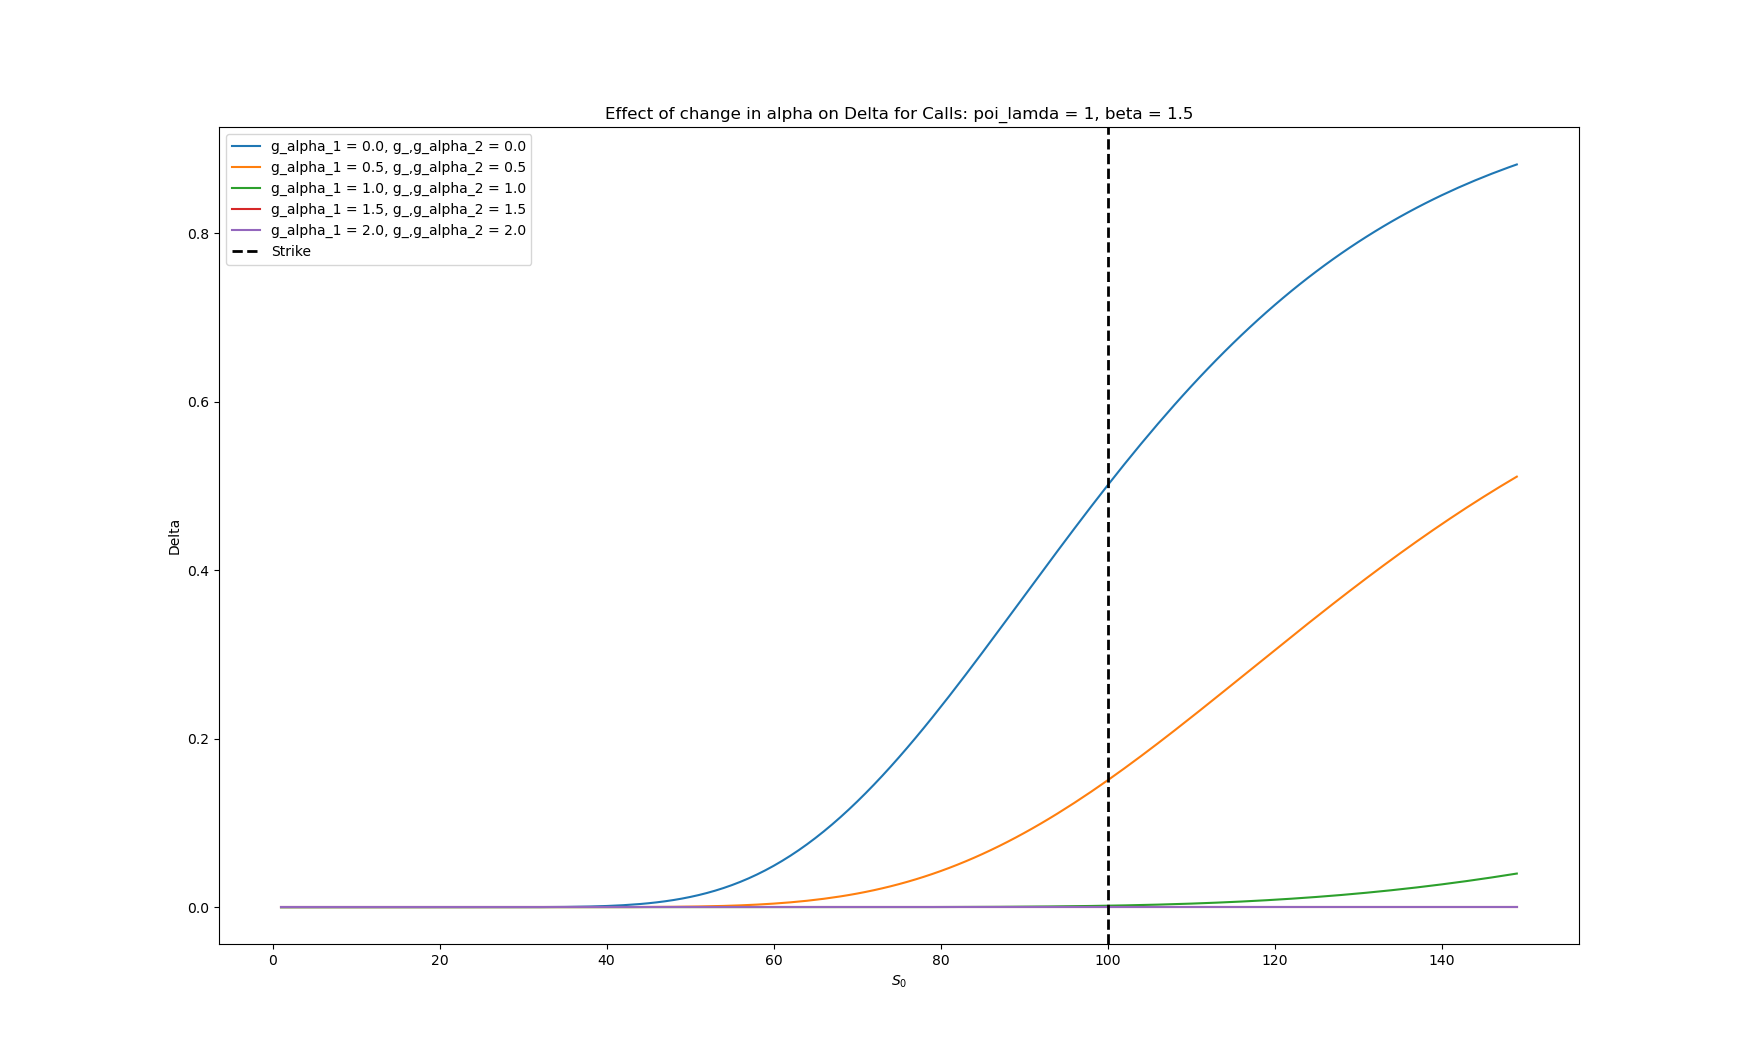 Effect of change in alpha on Delta for Calls: poi_lamda = 1, beta = 1.5
g_alpha_1 = 0.0, g_,g_alpha_2 = 0.0
g_alpha_1 = 0.5, g_,g_alpha_2 = 0.5
g_alpha_1 = 1.0, g_,g_alpha_2 = 1.0
g_alpha_1 = 1.5, g_,g_alpha_2 = 1.5
g_alpha_1 = 2.0, g_,g_alpha_2 = 2.0
Strike
0.8
0.6
0.4
0.2
0.0
Delta
0 20 40 60 80 100 120 140
S₀